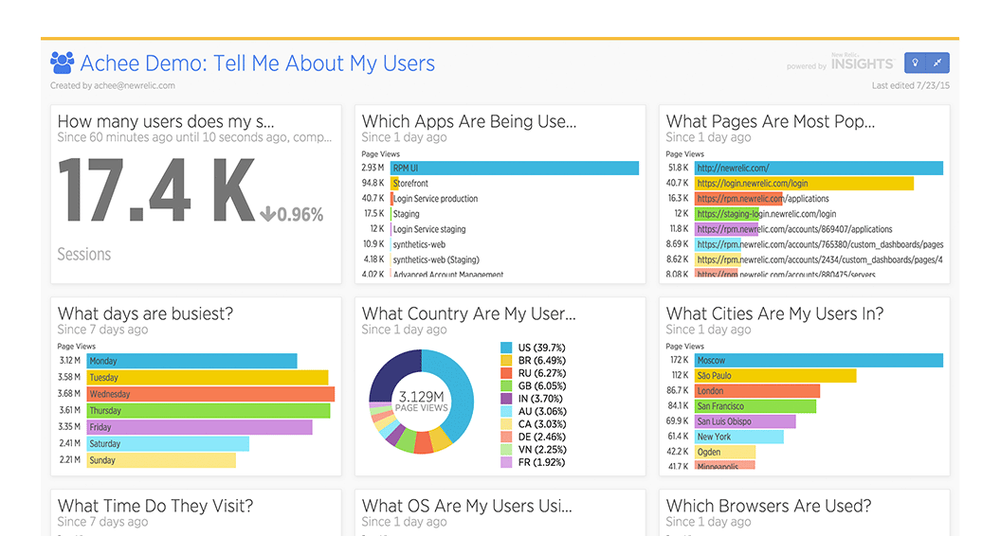 Achee Demo: Tell Me About My Users
Created by achee@newrelic.com
powered by New Relic INSIGHTS
Last edited 7/23/15
How many users does my s...
Since 60 minutes ago until 10 seconds ago, comp...
17.4 K
0.96%
Sessions
Which Apps Are Being Use...
Since 1 day ago
Page Views
2.93 M RPM UI
94.8 K Storefront
40.7 K Login Service production
17.5 K Staging
12 K Login Service staging
10.9 K synthetics-web
4.18 K synthetics-web (Staging)
4.02 K Advanced Account Management
What Pages Are Most Pop...
Since 1 day ago
Page Views
51.8 K http://newrelic.com/
40.7 K https://login.newrelic.com/login
16.3 K https://rpm.newrelic.com/applications
12 K https://staging-login.newrelic.com/login
11.8 K https://rpm.newrelic.com/accounts/869407/applications
8.69 K https://rpm.newrelic.com/accounts/765380/custom_dashboards/pages
8.62 K https://rpm.newrelic.com/accounts/2434/custom_dashboards/pages/4
8.08 K https://rpm.newrelic.com/accounts/880475/servers
What days are busiest?
Since 7 days ago
Page Views
3.12 M Monday
3.58 M Tuesday
3.68 M Wednesday
3.61 M Thursday
3.35 M Friday
2.41 M Saturday
2.21 M Sunday
What Country Are My User...
Since 1 day ago
3.129M
PAGE VIEWS
US (39.7%)
BR (6.49%)
RU (6.27%)
GB (6.05%)
IN (3.70%)
AU (3.06%)
CA (3.03%)
DE (2.46%)
VN (2.25%)
FR (1.92%)
What Cities Are My Users In?
Since 1 day ago
Page Views
172 K Moscow
112 K São Paulo
86.7 K London
84.1 K San Francisco
69.9 K San Luis Obispo
61.4 K New York
42.2 K Ogden
41.7 K Minneapolis
What Time Do They Visit?
Since 7 days ago
What OS Are My Users Usi...
Since 1 day ago
Which Browsers Are Used?
Since 1 day ago